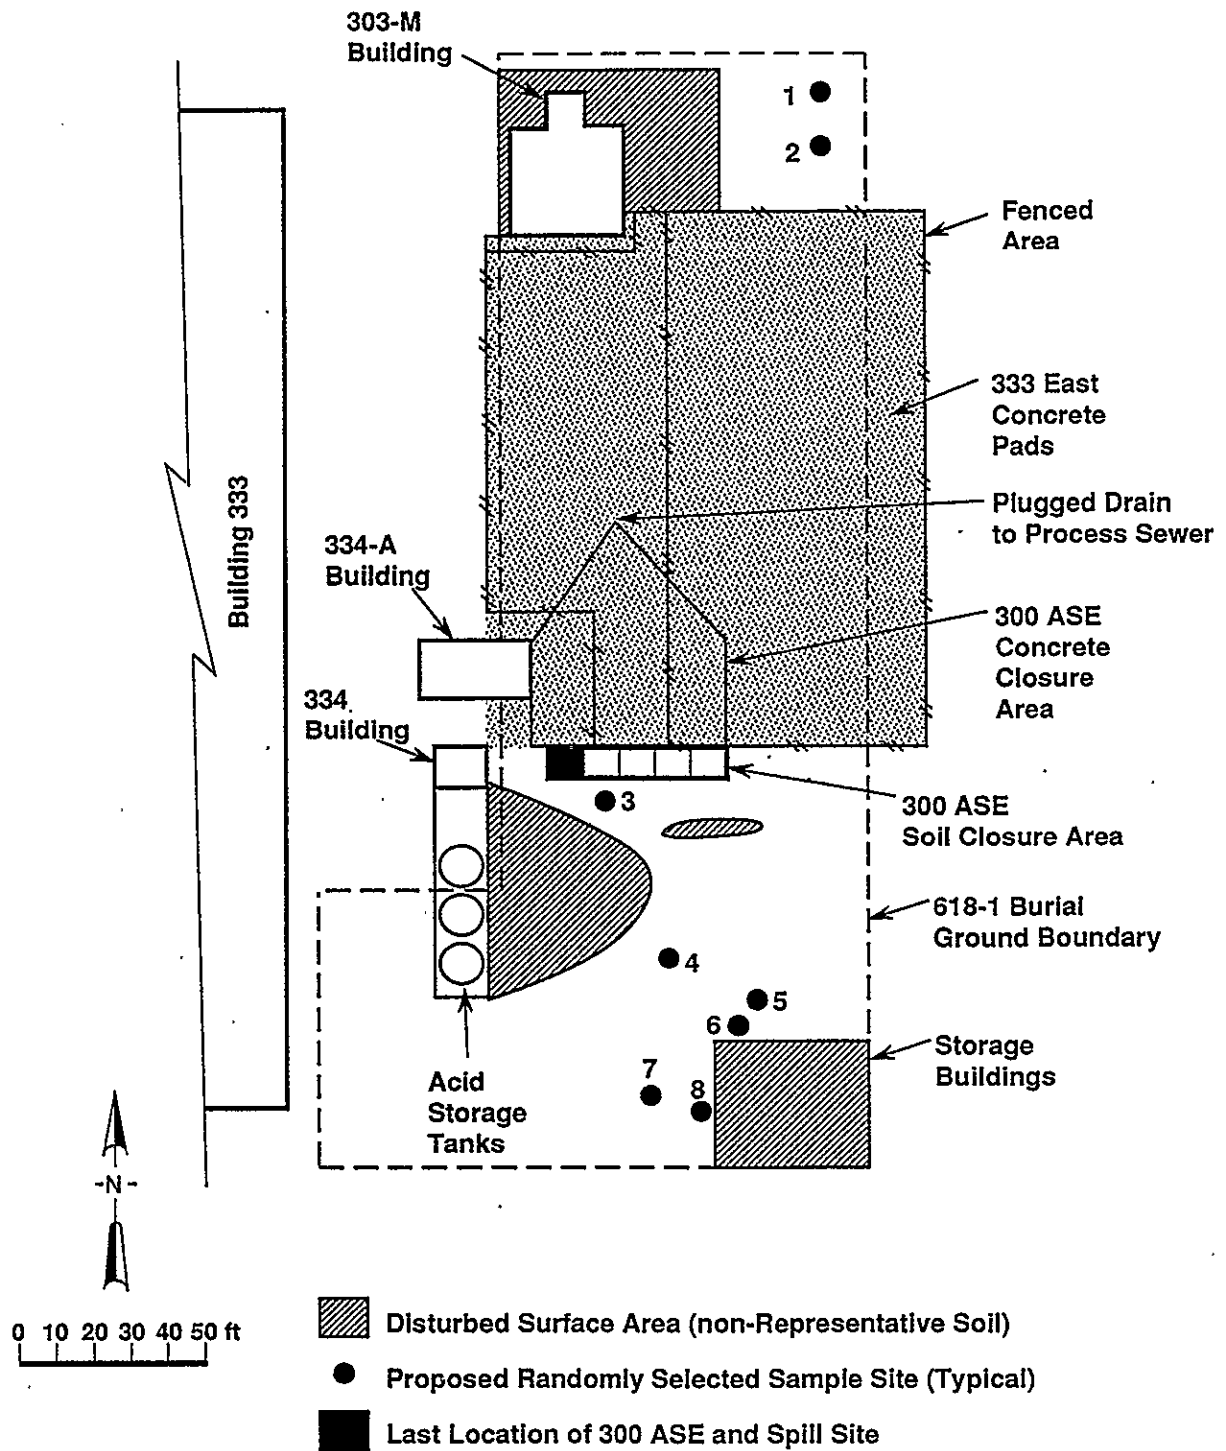 303-M
Building
1
2
Fenced
Area
333 East
Concrete
Pads
Building 333
Plugged Drain
to Process Sewer
334-A
Building
300 ASE
Concrete
Closure
Area
334
Building
3
300 ASE
Soil Closure Area
618-1 Burial
Ground Boundary
4
5
6
Storage
Buildings
7
8
Acid
Storage
Tanks
-N-
0 10 20 30 40 50 ft
Disturbed Surface Area (non-Representative Soil)
Proposed Randomly Selected Sample Site (Typical)
Last Location of 300 ASE and Spill Site